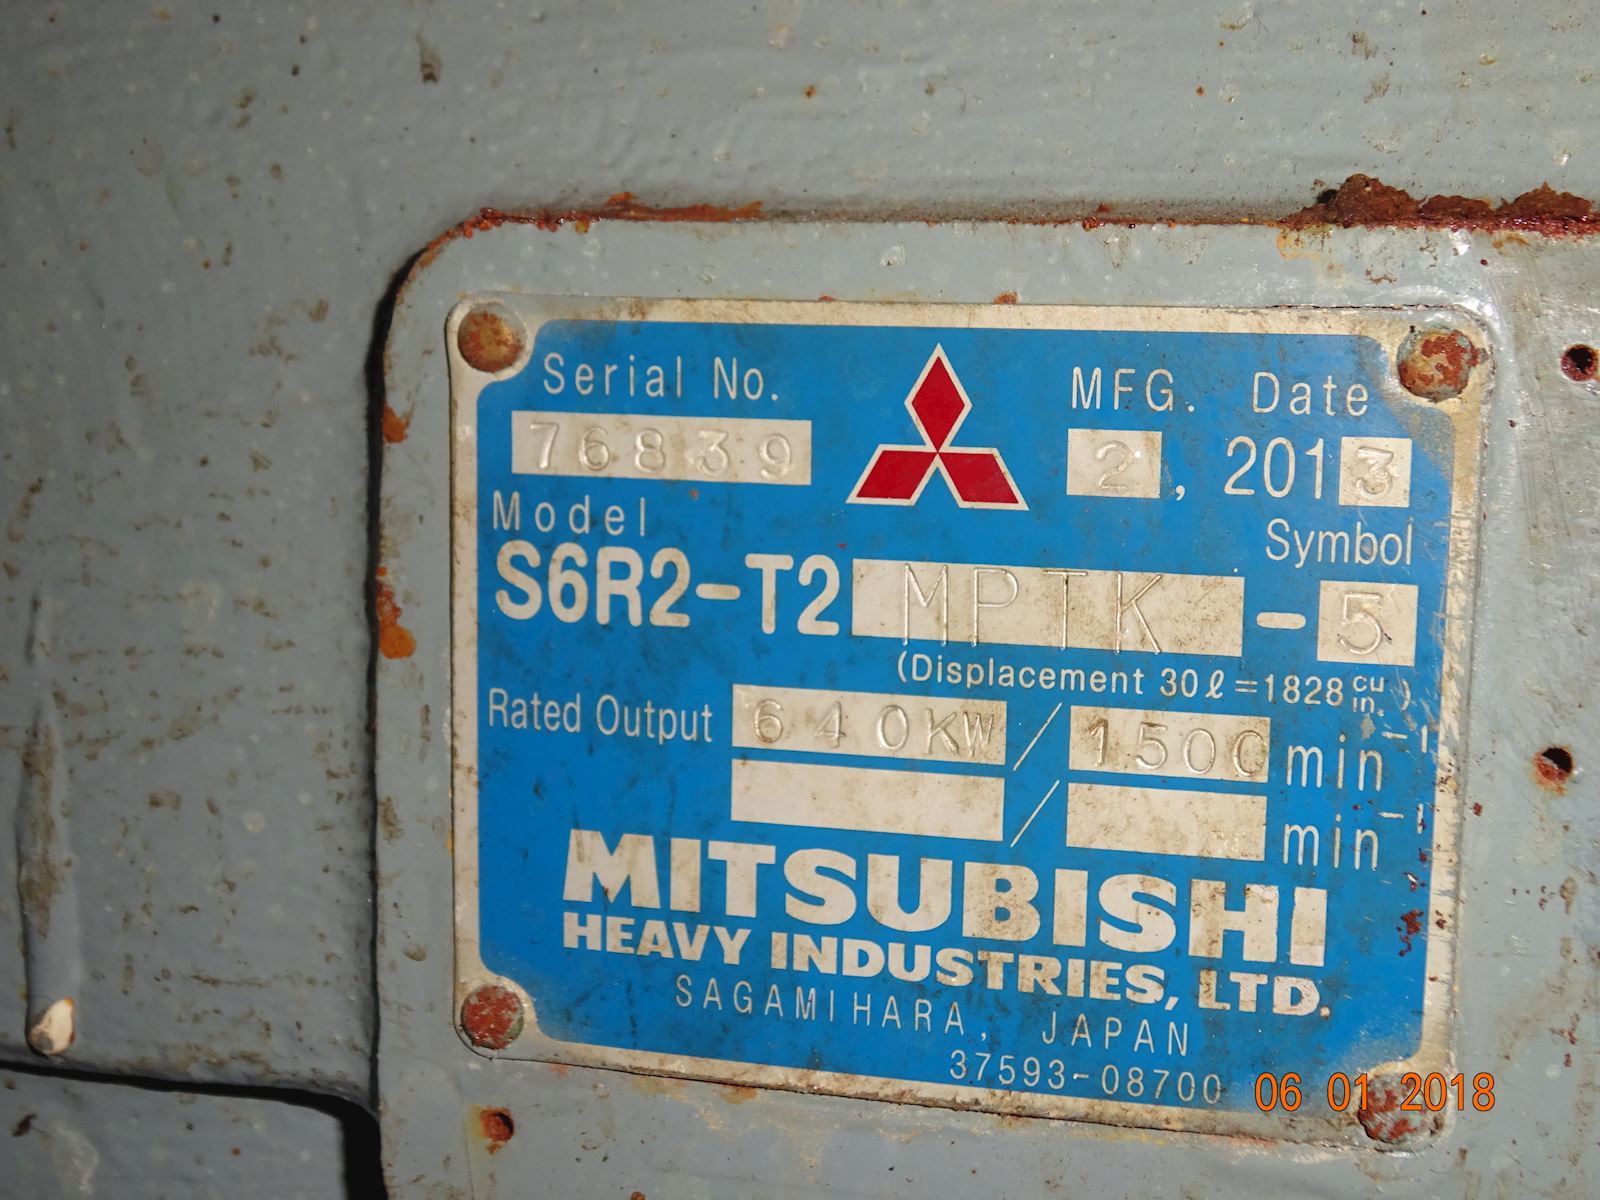 Serial No. MFG. Date
76839 2, 2013
Model Symbol
S6R2-T2 MPTK - 5
(Displacement 30ℓ=1828 cu in.)
Rated Output 640KW / 1500 min⁻¹
/ min⁻¹
MITSUBISHI
HEAVY INDUSTRIES, LTD.
SAGAMIHARA, JAPAN
37593-08700
06 01 2018